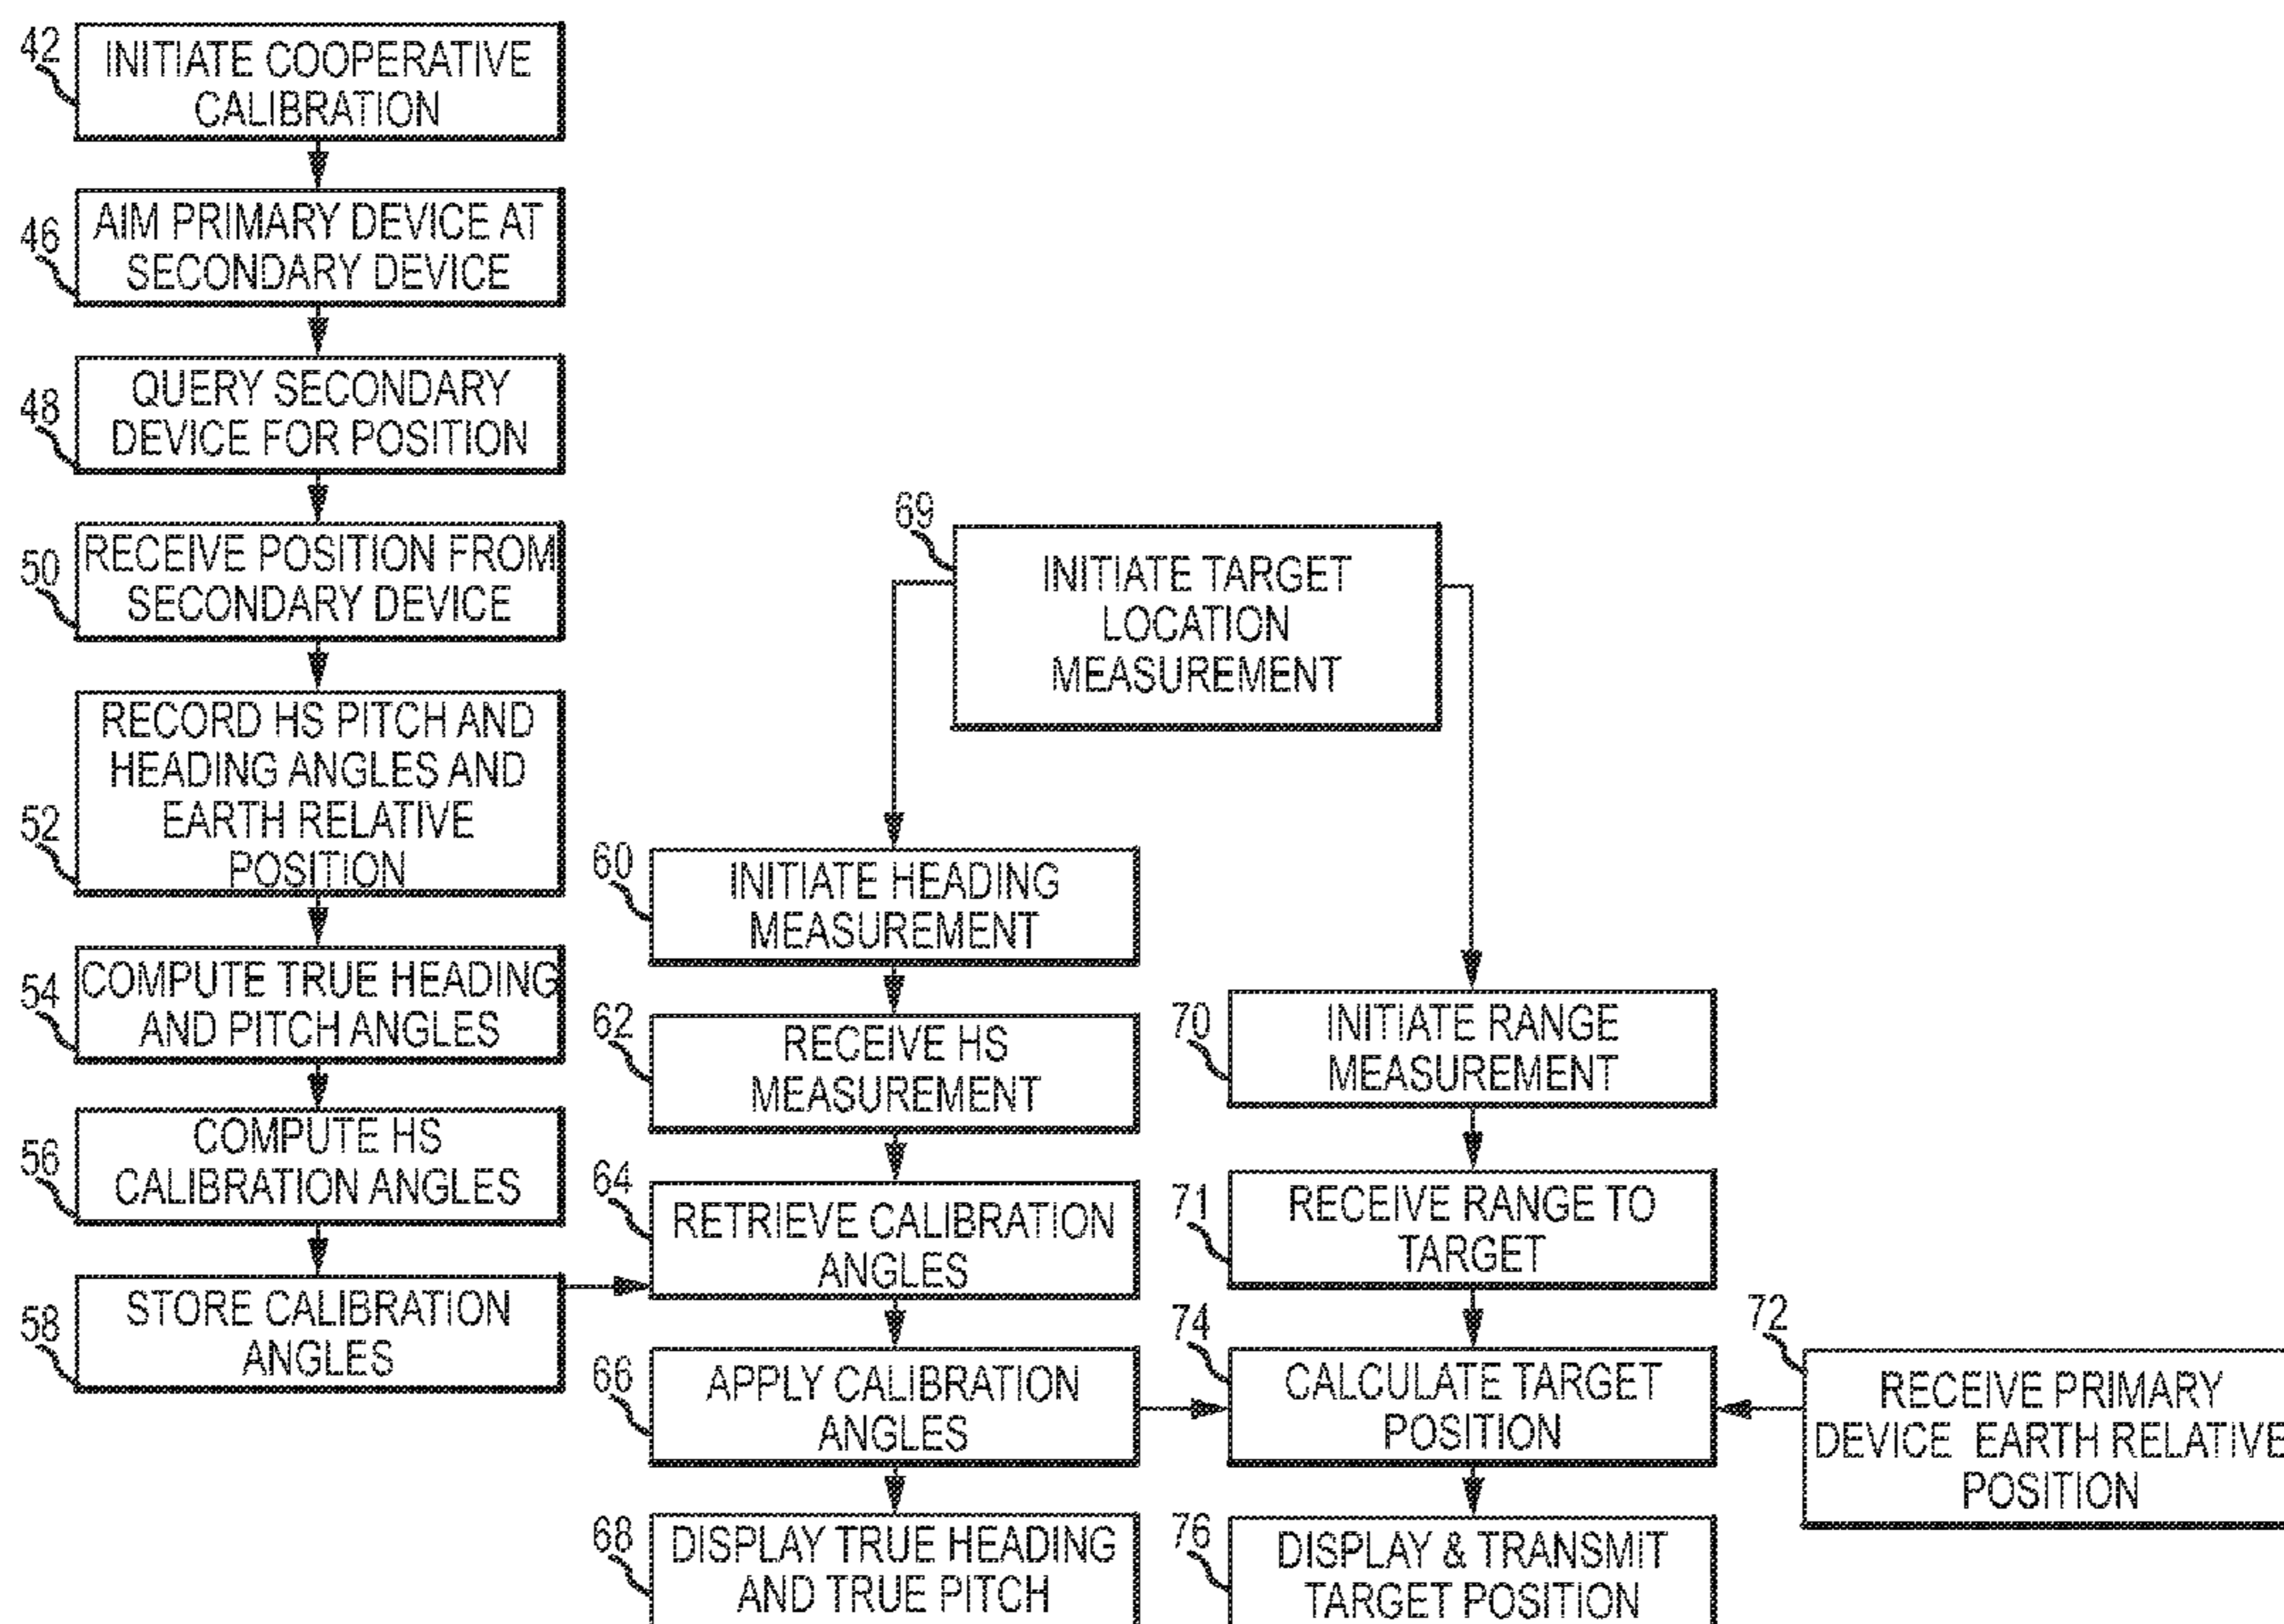 42
INITIATE COOPERATIVE
CALIBRATION
46
AIM PRIMARY DEVICE AT
SECONDARY DEVICE
48
QUERY SECONDARY
DEVICE FOR POSITION
50
RECEIVE POSITION FROM
SECONDARY DEVICE
52
RECORD HS PITCH AND
HEADING ANGLES AND
EARTH RELATIVE
POSITION
54
COMPUTE TRUE HEADING
AND PITCH ANGLES
56
COMPUTE HS
CALIBRATION ANGLES
58
STORE CALIBRATION
ANGLES
69
INITIATE TARGET
LOCATION
MEASUREMENT
60
INITIATE HEADING
MEASUREMENT
62
RECEIVE HS
MEASUREMENT
64
RETRIEVE CALIBRATION
ANGLES
66
APPLY CALIBRATION
ANGLES
68
DISPLAY TRUE HEADING
AND TRUE PITCH
70
INITIATE RANGE
MEASUREMENT
71
RECEIVE RANGE TO
TARGET
74
CALCULATE TARGET
POSITION
76
DISPLAY & TRANSMIT
TARGET POSITION
72
RECEIVE PRIMARY
DEVICE EARTH RELATIVE
POSITION